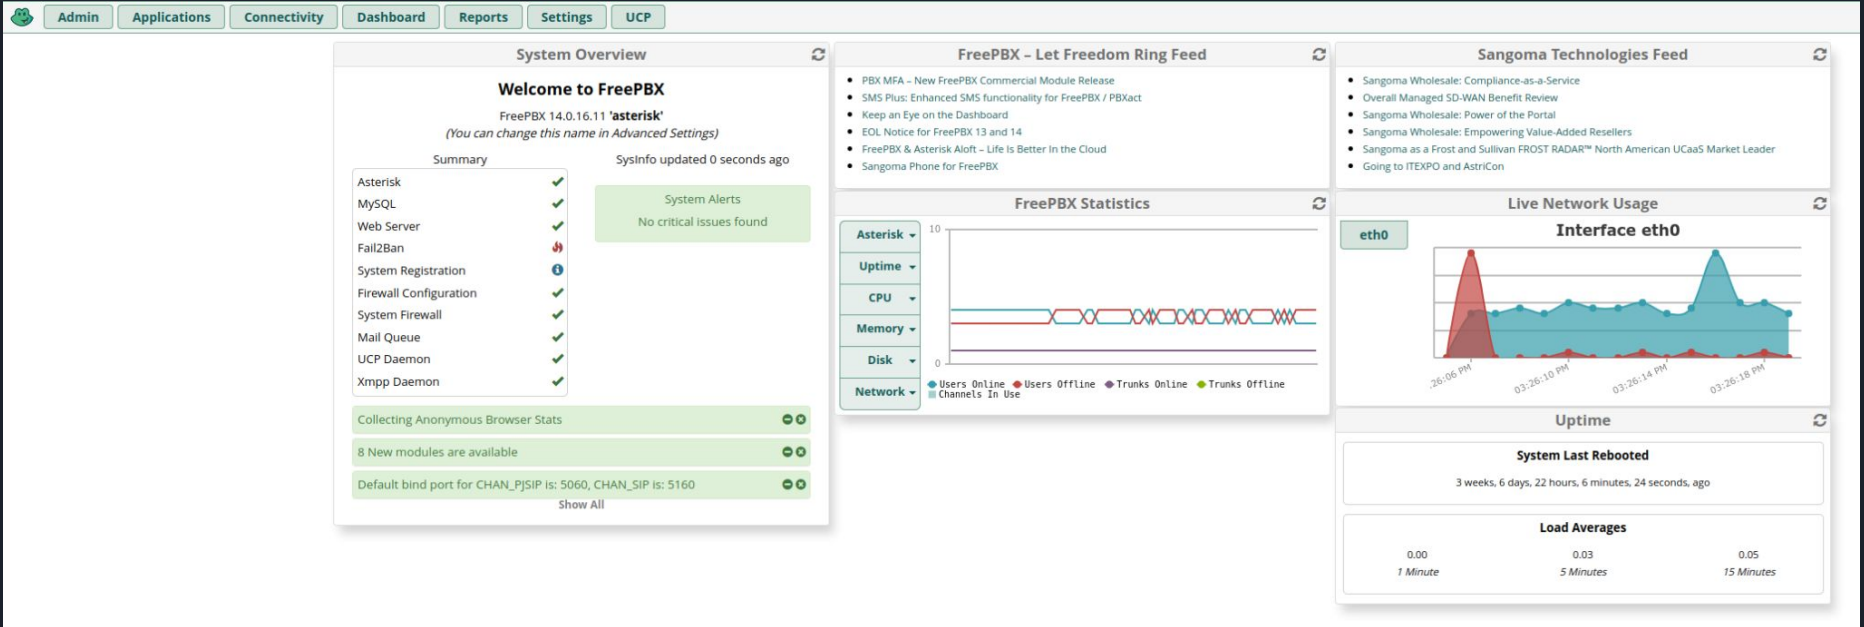 Admin Applications Connectivity Dashboard Reports Settings UCP
System Overview
Welcome to FreePBX
FreePBX 14.0.16.11 'asterisk'
(You can change this name in Advanced Settings)
Summary
Asterisk
MySQL
Web Server
Fail2Ban
System Registration
Firewall Configuration
System Firewall
Mail Queue
UCP Daemon
Xmpp Daemon
SysInfo updated 0 seconds ago
System Alerts
No critical issues found
Collecting Anonymous Browser Stats
8 New modules are available
Default bind port for CHAN_PJSIP is: 5060, CHAN_SIP is: 5160
Show All
FreePBX – Let Freedom Ring Feed
PBX MFA – New FreePBX Commercial Module Release
SMS Plus: Enhanced SMS functionality for FreePBX / PBXact
Keep an Eye on the Dashboard
EOL Notice for FreePBX 13 and 14
FreePBX & Asterisk Aloft – Life Is Better In the Cloud
Sangoma Phone for FreePBX
FreePBX Statistics
Asterisk
Uptime
CPU
Memory
Disk
Network
10
0
Users Online Users Offline Trunks Online Trunks Offline
Channels In Use
Sangoma Technologies Feed
Sangoma Wholesale: Compliance-as-a-Service
Overall Managed SD-WAN Benefit Review
Sangoma Wholesale: Power of the Portal
Sangoma Wholesale: Empowering Value-Added Resellers
Sangoma as a Frost and Sullivan FROST RADAR™ North American UCaaS Market Leader
Going to ITEXPO and AstriCon
Live Network Usage
eth0
Interface eth0
:26:06 PM 03:26:10 PM 03:26:14 PM 03:26:18 PM
Uptime
System Last Rebooted
3 weeks, 6 days, 22 hours, 6 minutes, 24 seconds, ago
Load Averages
0.00 0.03 0.05
1 Minute 5 Minutes 15 Minutes